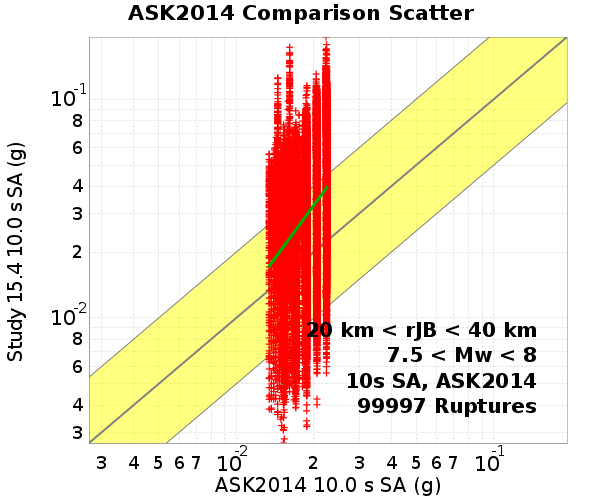 ASK2014 Comparison Scatter
Study 15.4 10.0 s SA (g)
10-1
8
6
4
3
2
10-2
8
6
4
3
20 km < rJB < 40 km
7.5 < Mw < 8
10s SA, ASK2014
99997 Ruptures
3 4 5 6 7 10-2 2 3 4 5 6 7 10-1
ASK2014 10.0 s SA (g)